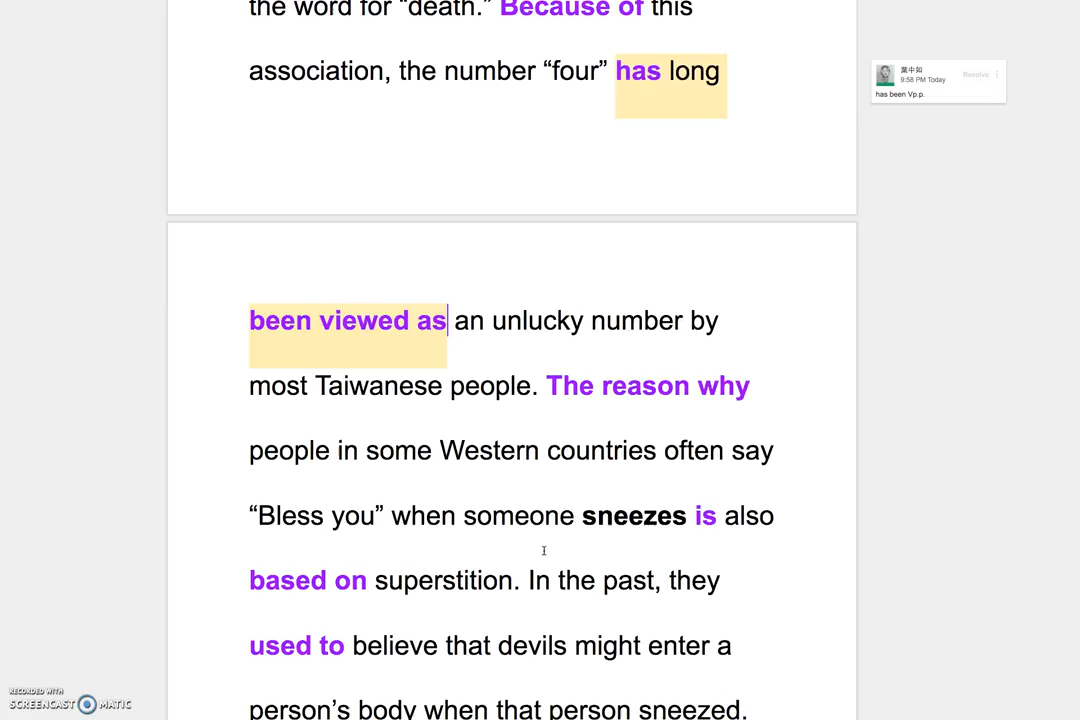 the word for “death.” Because of this
association, the number “four” has long
葉中如
9:58 PM Today
Resolve
has been Vp.p.
been viewed as an unlucky number by
most Taiwanese people. The reason why
people in some Western countries often say
“Bless you” when someone sneezes is also
based on superstition. In the past, they
used to believe that devils might enter a
person’s body when that person sneezed.
RECORDED WITH
SCREENCAST MATIC